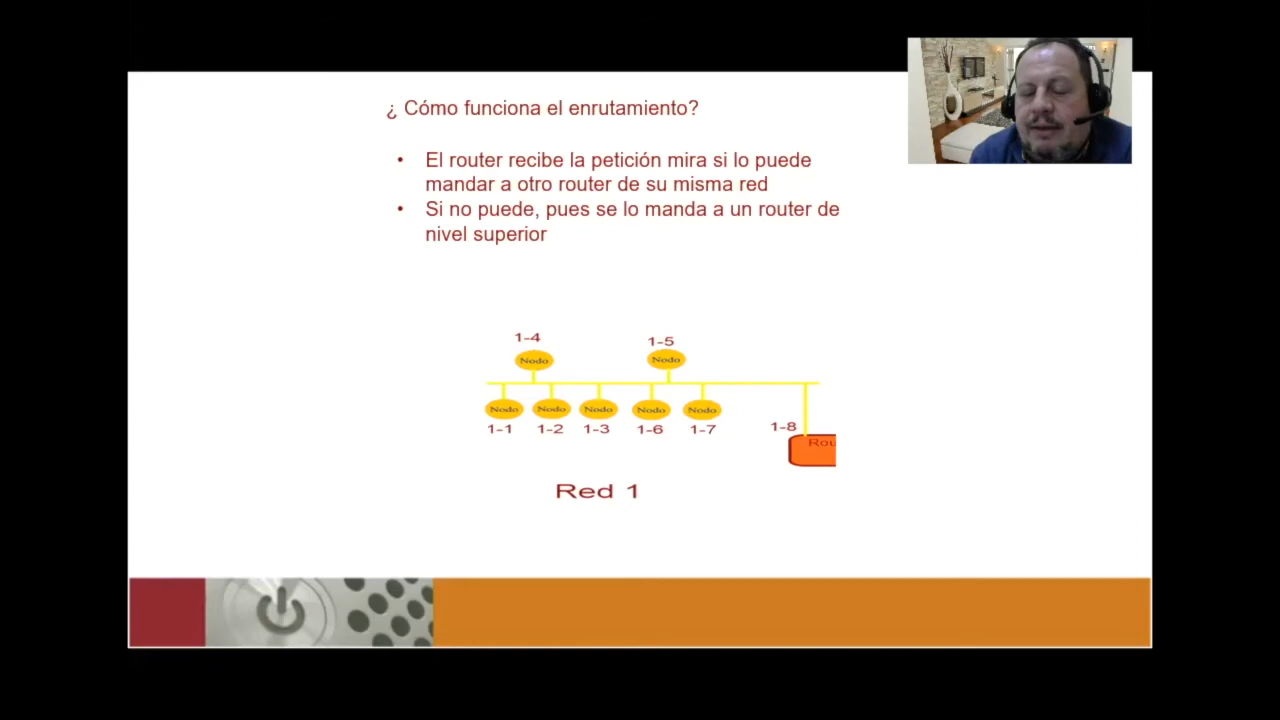 ¿ Cómo funciona el enrutamiento?
• El router recibe la petición mira si lo puede
mandar a otro router de su misma red
• Si no puede, pues se lo manda a un router de
nivel superior
1-4
1-5
Nodo
Nodo
Nodo
Nodo
Nodo
Nodo
Nodo
1-1
1-2
1-3
1-6
1-7
1-8
Rou
Red 1